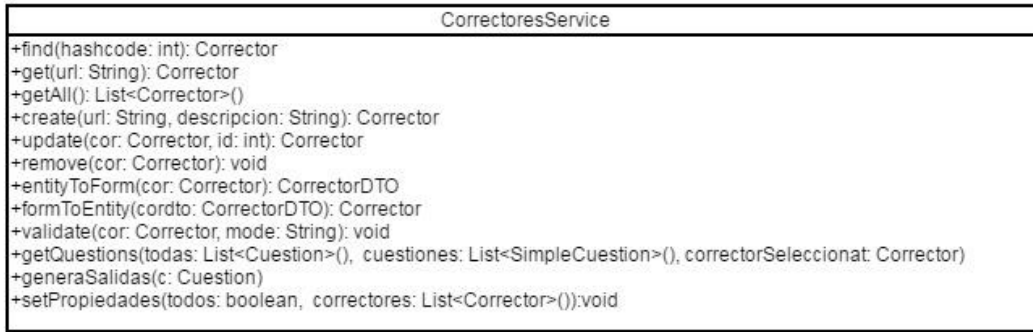 CorrectoresService
+find(hashcode: int): Corrector
+get(url: String): Corrector
+getAll(): List<Corrector>()
+create(url: String, descripcion: String): Corrector
+update(cor: Corrector, id: int): Corrector
+remove(cor: Corrector): void
+entityToForm(cor: Corrector): CorrectorDTO
+formToEntity(cordto: CorrectorDTO): Corrector
+validate(cor: Corrector, mode: String): void
+getQuestions(todas: List<Cuestion>(), cuestiones: List<SimpleCuestion>(), correctorSeleccionat: Corrector)
+generaSalidas(c: Cuestion)
+setPropiedades(todos: boolean, correctores: List<Corrector>()):void